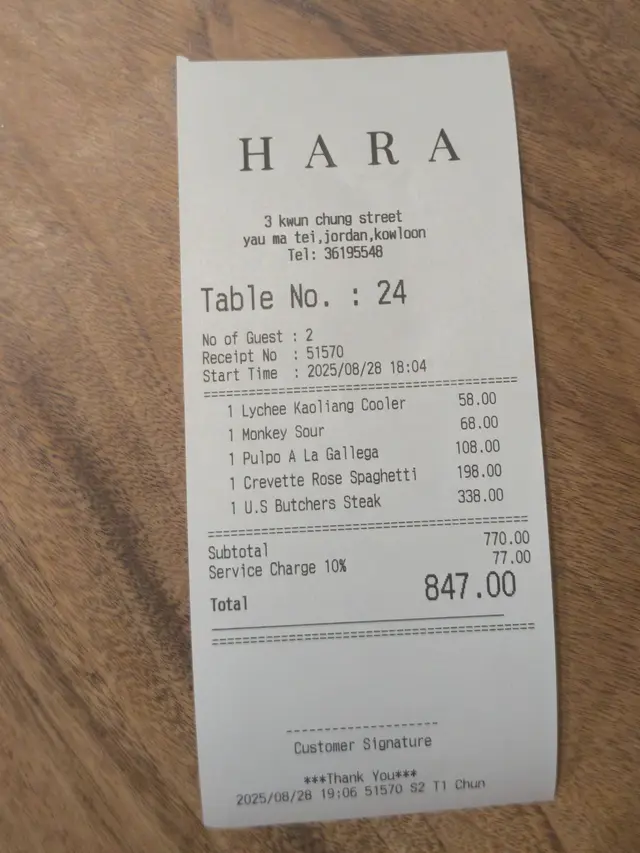 HARA
3 kwun chung street
yau ma tei,jordan,kowloon
Tel: 36195548
Table No. : 24
No of Guest : 2
Receipt No : 51570
Start Time : 2025/08/28 18:04
==================================================
1 Lychee Kaoliang Cooler 58.00
1 Monkey Sour 68.00
1 Pulpo A La Gallega 108.00
1 Crevette Rose Spaghetti 198.00
1 U.S Butchers Steak 338.00
==================================================
Subtotal 770.00
Service Charge 10% 77.00
Total 847.00
==================================================
--------------------
Customer Signature
***Thank You***
2025/08/28 19:06 51570 S2 T1 Chun